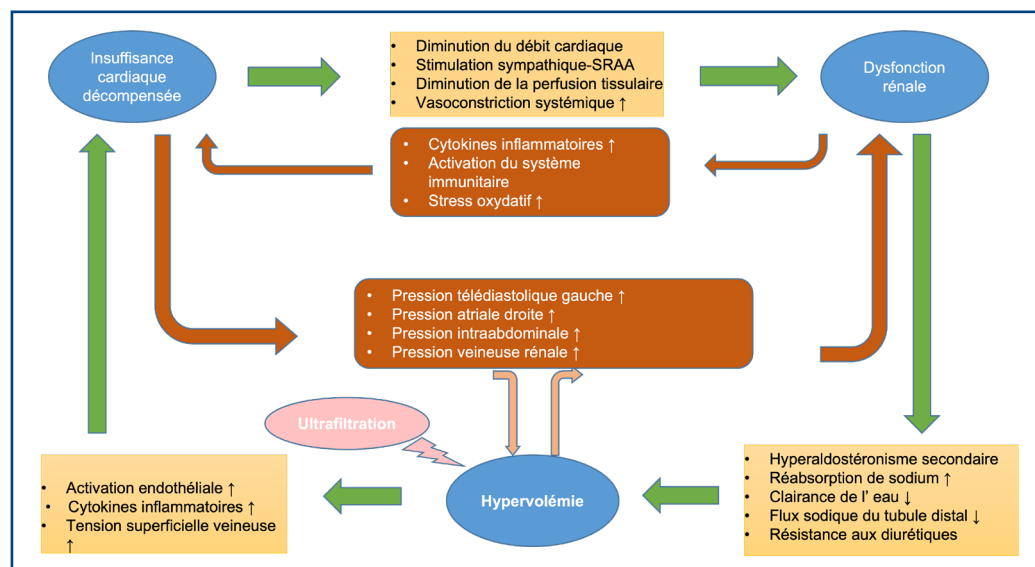 Insuffisance
cardiaque
décompensée
• Diminution du débit cardiaque
• Stimulation sympathique-SRAA
• Diminution de la perfusion tissulaire
• Vasoconstriction systémique ↑
Dysfonction
rénale
• Cytokines inflammatoires ↑
• Activation du système
immunitaire
• Stress oxydatif ↑
• Pression télédiastolique gauche ↑
• Pression atriale droite ↑
• Pression intraabdominale ↑
• Pression veineuse rénale ↑
Ultrafiltration
• Activation endothéliale ↑
• Cytokines inflammatoires ↑
• Tension superficielle veineuse
↑
Hypervolémie
• Hyperaldostéronisme secondaire
• Réabsorption de sodium ↑
• Clairance de l’ eau ↓
• Flux sodique du tubule distal ↓
• Résistance aux diurétiques